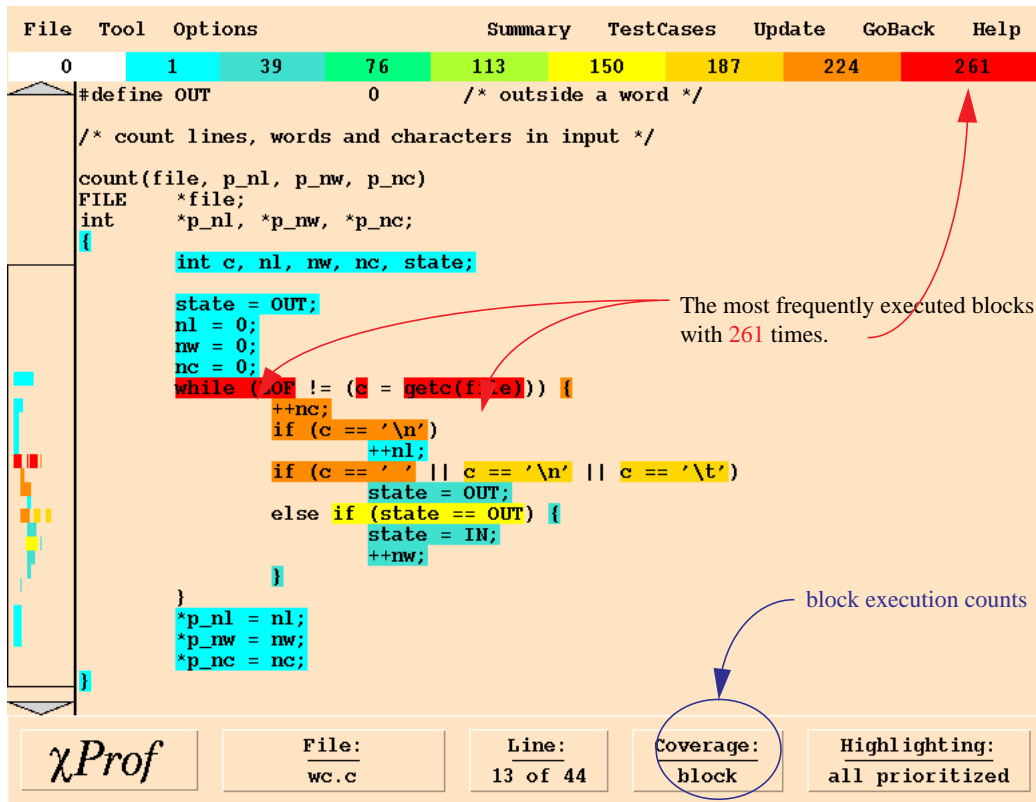 File Tool Options Summary TestCases Update GoBack Help
0 1 39 76 113 150 187 224 261
#define OUT 0 /* outside a word */
/* count lines, words and characters in input */
count(file, p_nl, p_nw, p_nc)
FILE *file;
int *p_nl, *p_nw, *p_nc;
{
int c, nl, nw, nc, state;
state = OUT;
nl = 0;
nw = 0;
nc = 0;
The most frequently executed blocks
with 261 times.
while (EOF != (c = getc(file))) {
++nc;
if (c == '\n')
++nl;
if (c == ' ' || c == '\n' || c == '\t')
state = OUT;
else if (state == OUT) {
state = IN;
++nw;
}
}
*p_nl = nl;
*p_nw = nw;
*p_nc = nc;
}
block execution counts
χProf
File:
wc.c
Line:
13 of 44
Coverage:
block
Highlighting:
all prioritized